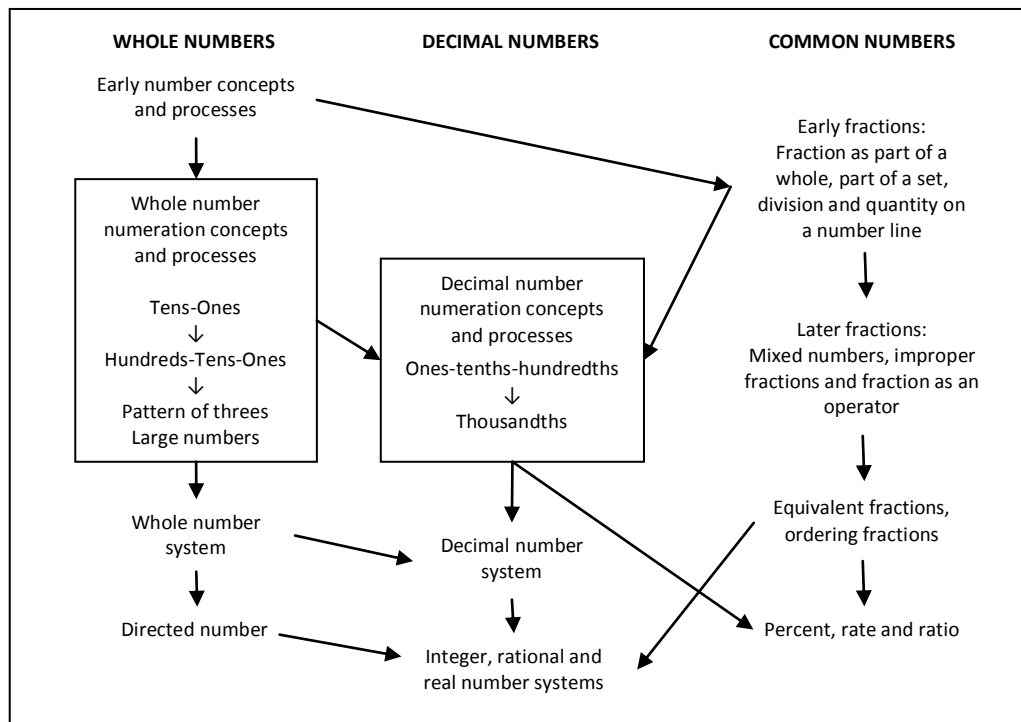 WHOLE NUMBERS
Early number concepts
and processes
Whole number
numeration concepts
and processes
Tens-Ones
↓
Hundreds-Tens-Ones
↓
Pattern of threes
Large numbers
Whole number
system
Directed number
DECIMAL NUMBERS
Decimal number
numeration concepts
and processes
Ones-tenths-hundredths
↓
Thousandths
Decimal number
system
Integer, rational and
real number systems
COMMON NUMBERS
Early fractions:
Fraction as part of a
whole, part of a set,
division and quantity on
a number line
Later fractions:
Mixed numbers, improper
fractions and fraction as an
operator
Equivalent fractions,
ordering fractions
Percent, rate and ratio